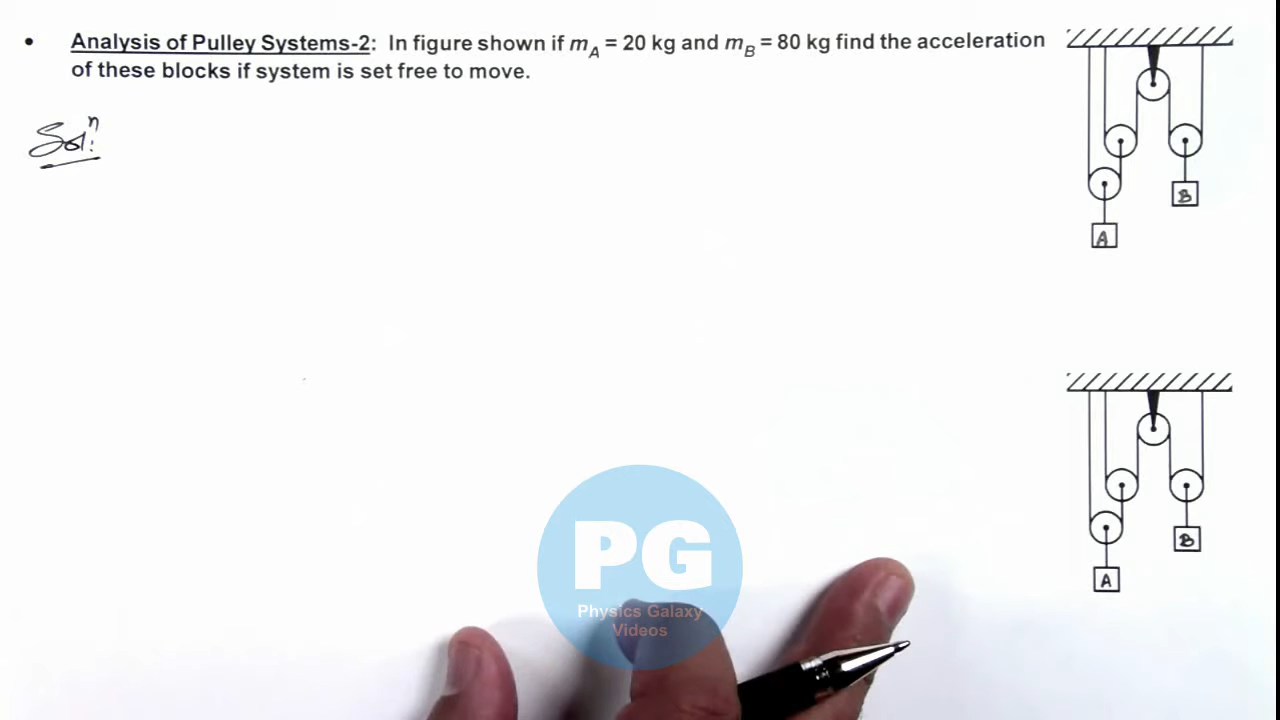 • Analysis of Pulley Systems-2: In figure shown if mA = 20 kg and mB = 80 kg find the acceleration
of these blocks if system is set free to move.
Solⁿ:
B
A
B
A
PG
Physics Galaxy
Videos